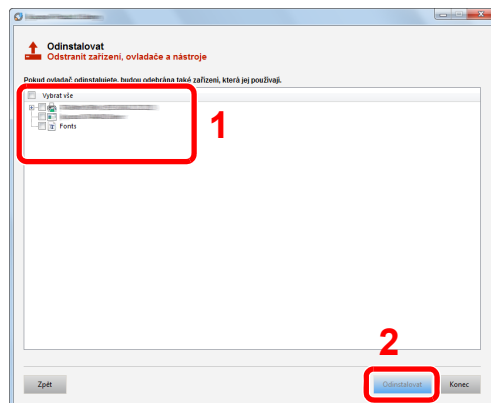 Odinstalovat
Odstranit zařízení, ovladače a nástroje
Pokud ovladač odinstalujete, budou odebrána také zařízení, která jej používají.
Vybrat vše
Fonts
1
2
Zpět
Odinstalovat
Konec